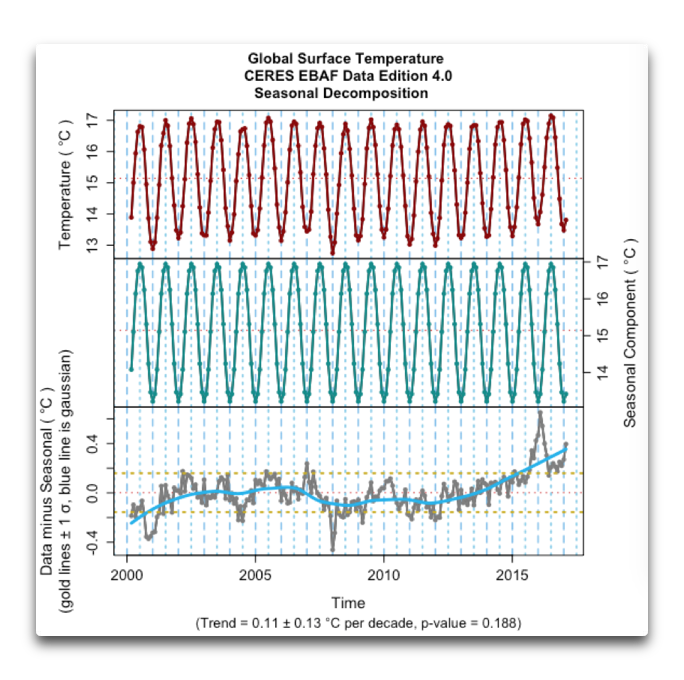 Global Surface Temperature
CERES EBAF Data Edition 4.0
Seasonal Decomposition
Temperature ( °C )
17
16
15
14
13
Seasonal Component ( °C )
17
16
15
14
Data minus Seasonal ( °C )
(gold lines ± 1 σ, blue line is gaussian)
0.4
0.0
-0.4
2000 2005 2010 2015
Time
(Trend = 0.11 ± 0.13 °C per decade, p-value = 0.188)